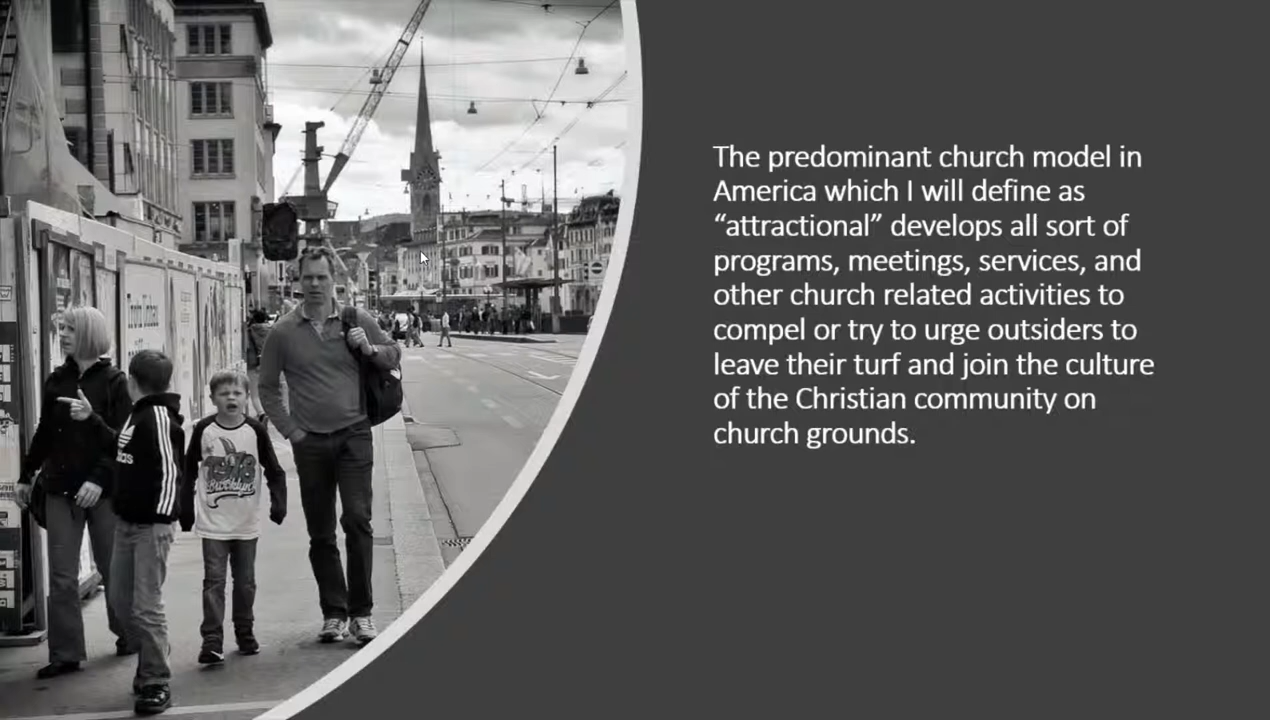 The predominant church model in
America which I will define as
“attractional” develops all sort of
programs, meetings, services, and
other church related activities to
compel or try to urge outsiders to
leave their turf and join the culture
of the Christian community on
church grounds.
1948
Brooklyn